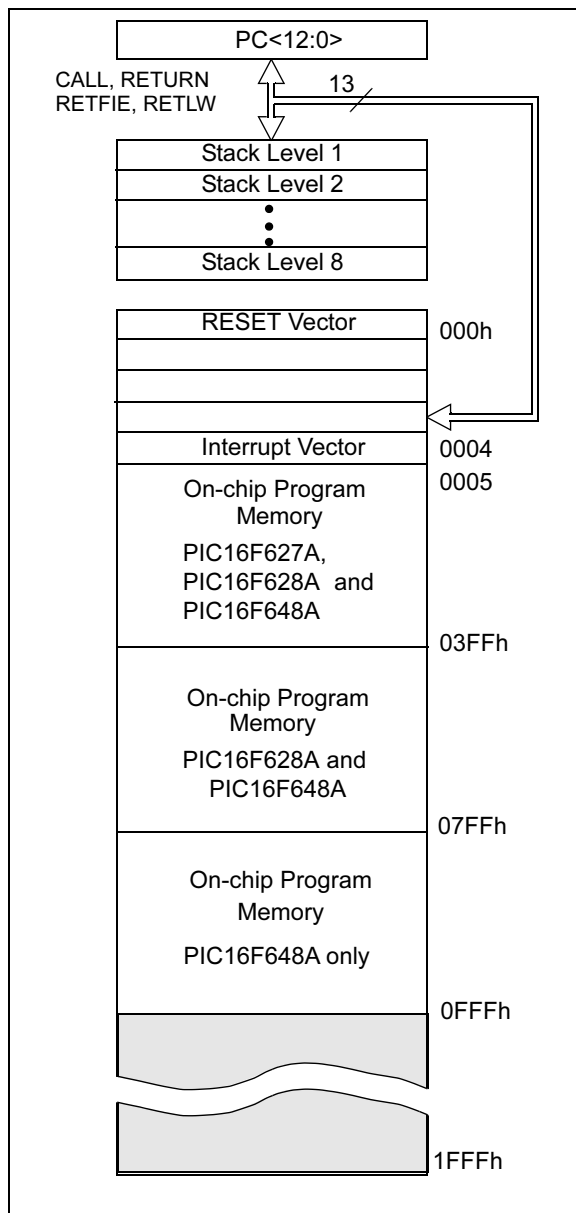 PC<12:0>
CALL, RETURN
RETFIE, RETLW
13
Stack Level 1
Stack Level 2
Stack Level 8
RESET Vector
000h
Interrupt Vector
0004
0005
On-chip Program
Memory
PIC16F627A,
PIC16F628A and
PIC16F648A
03FFh
On-chip Program
Memory
PIC16F628A and
PIC16F648A
07FFh
On-chip Program
Memory
PIC16F648A only
0FFFh
1FFFh